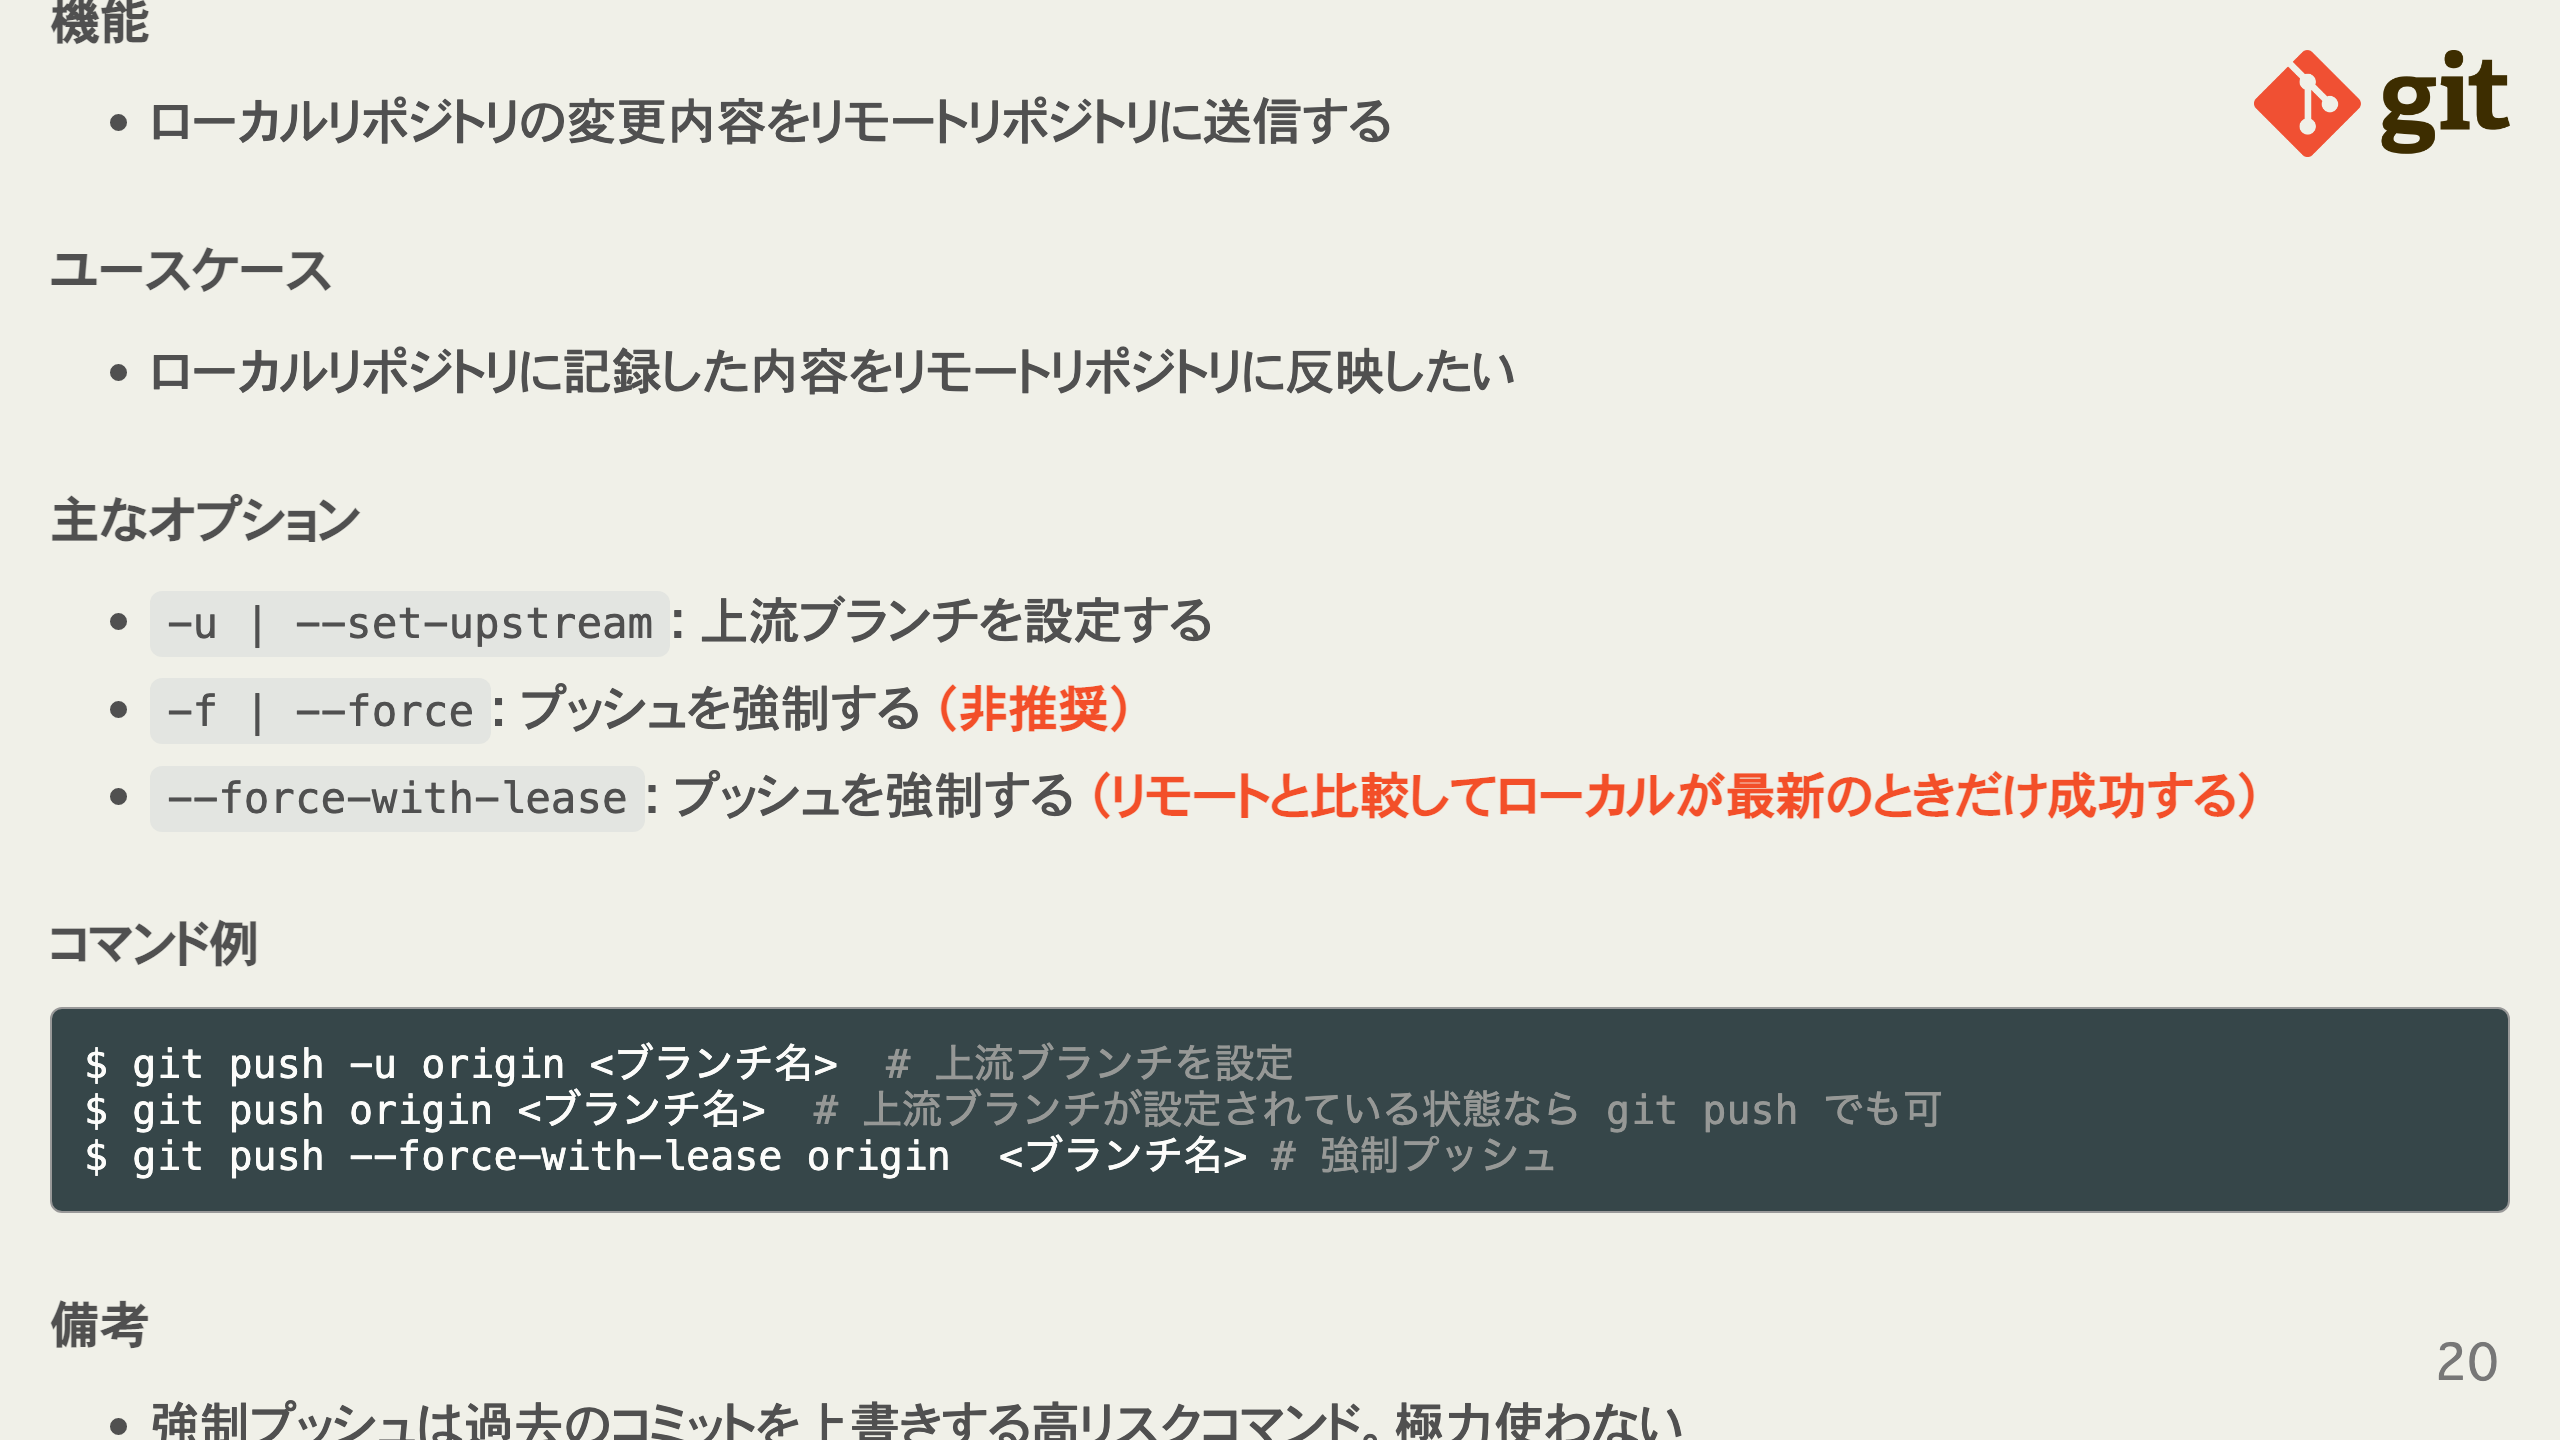 機能
git
• ローカルリポジトリの変更内容をリモートリポジトリに送信する
ユースケース
• ローカルリポジトリに記録した内容をリモートリポジトリに反映したい
主なオプション
• -u | --set-upstream : 上流ブランチを設定する
• -f | --force : プッシュを強制する（非推奨）
• --force-with-lease : プッシュを強制する（リモートと比較してローカルが最新のときだけ成功する）
コマンド例
$ git push -u origin <ブランチ名>  # 上流ブランチを設定
$ git push origin <ブランチ名>  # 上流ブランチが設定されている状態なら git push でも可
$ git push --force-with-lease origin  <ブランチ名> # 強制プッシュ
備考
• 強制プッシュは過去のコミットを上書きする高リスクコマンド。極力使わない
20